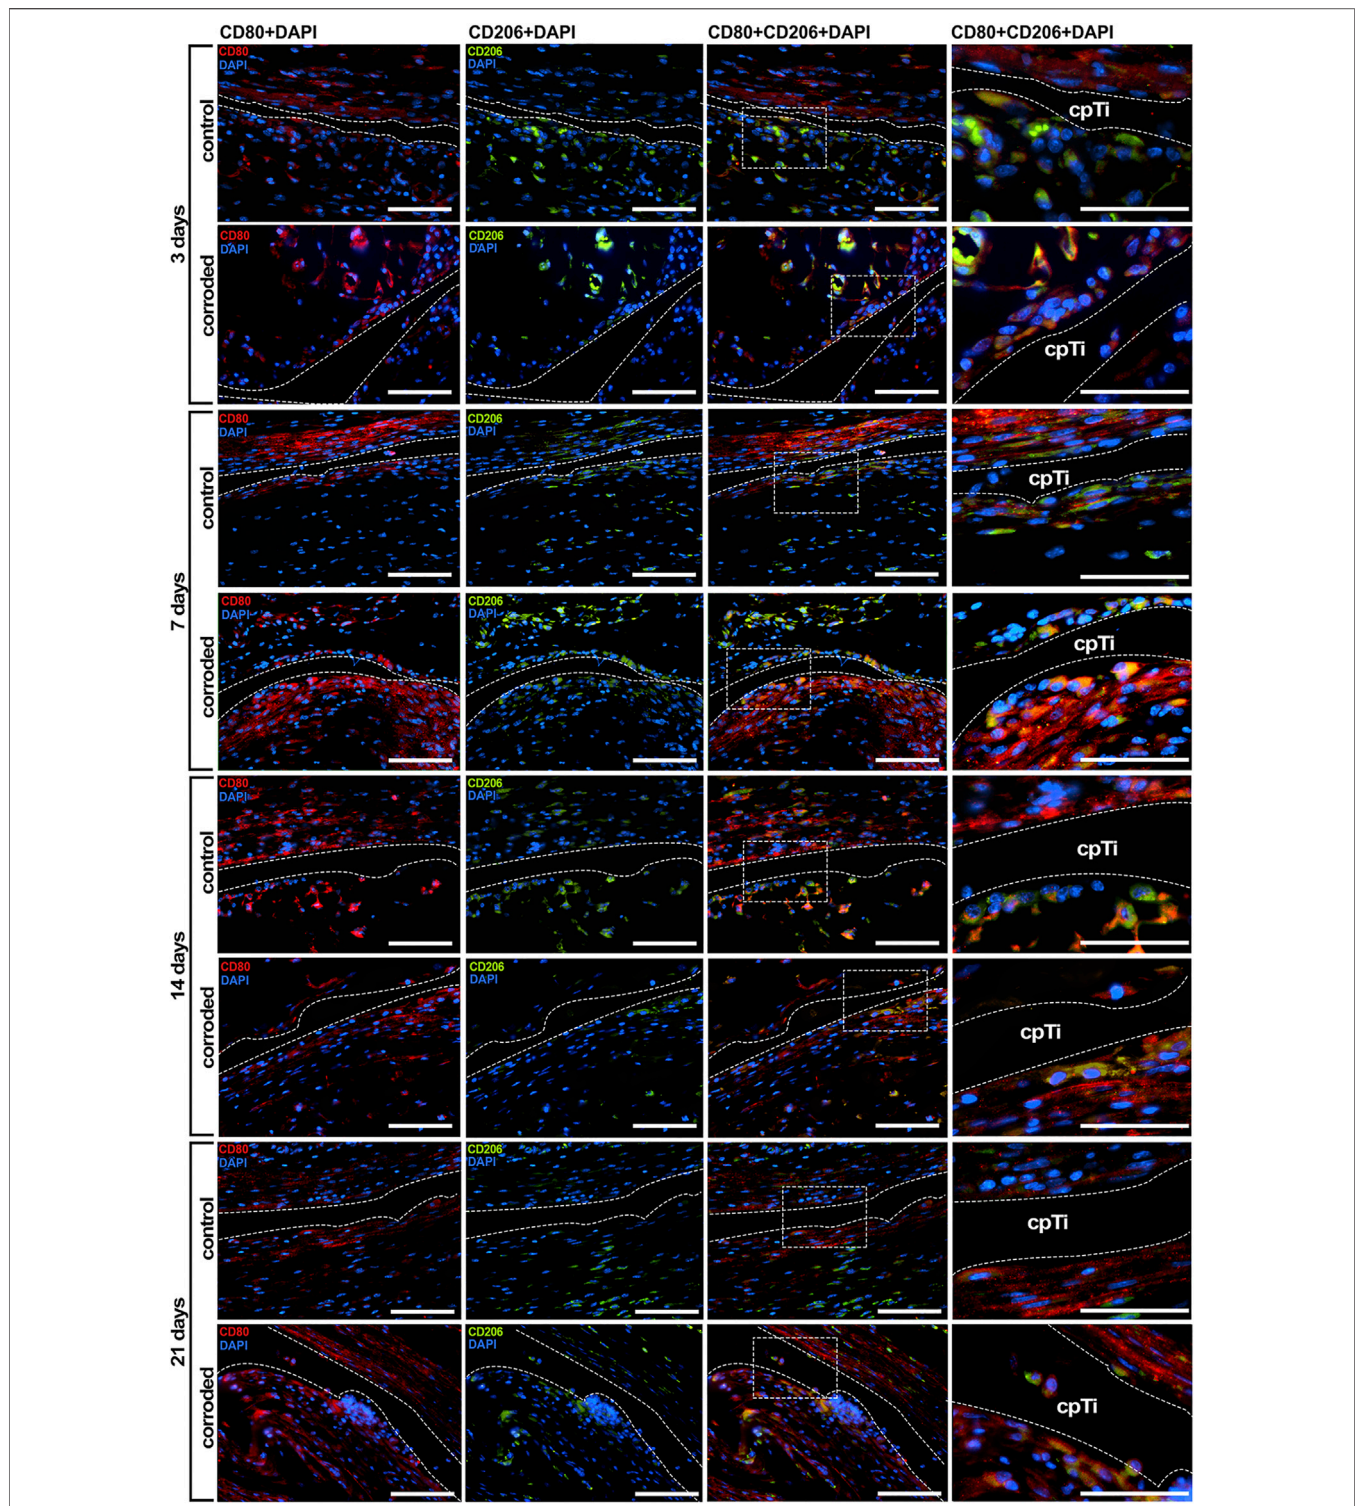 CD80+DAPI CD206+DAPI CD80+CD206+DAPI CD80+CD206+DAPI
3 days
control
CD80
DAPI
CD206
DAPI
cpTi
corroded
CD80
DAPI
CD206
DAPI
cpTi
7 days
control
CD80
DAPI
CD206
DAPI
cpTi
corroded
CD80
DAPI
CD206
DAPI
cpTi
14 days
control
CD80
DAPI
CD206
DAPI
cpTi
corroded
CD80
DAPI
CD206
DAPI
cpTi
21 days
control
CD80
DAPI
CD206
DAPI
cpTi
corroded
CD80
DAPI
CD206
DAPI
cpTi